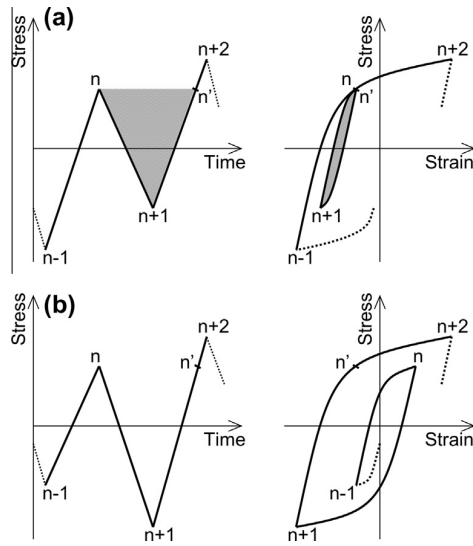 (a)
Stress
n
n+2
n'
Time
n+1
n-1
Stress
n+2
n
n'
Strain
n+1
n-1
(b)
Stress
n+2
n
n'
Time
n-1
n+1
Stress
n+2
n'
n
Strain
n-1
n+1